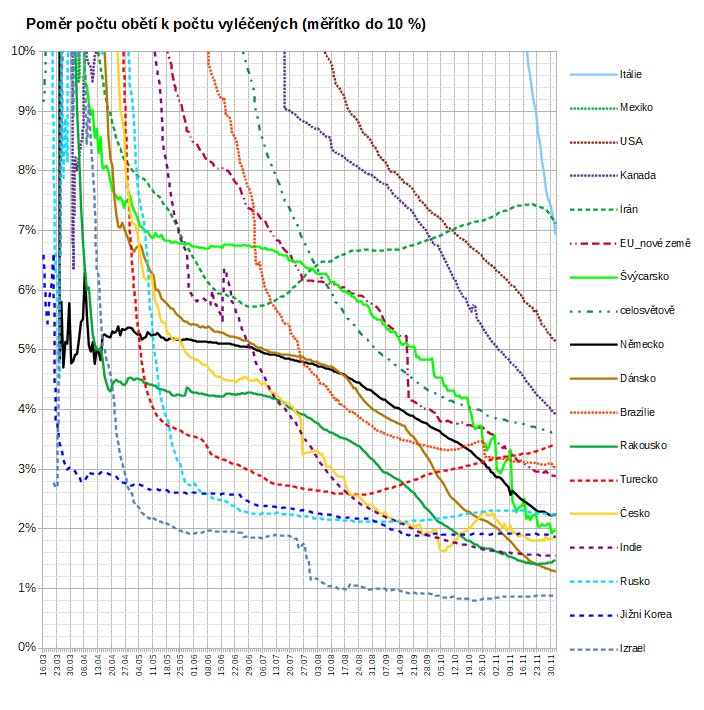 Poměr počtu obětí k počtu vyléčených (měřítko do 10 %)
10%
9%
8%
7%
6%
5%
4%
3%
2%
1%
0%
16.03
23.03
30.03
06.04
13.04
20.04
27.04
04.05
11.05
18.05
25.05
01.06
08.06
15.06
22.06
29.06
06.07
13.07
20.07
27.07
03.08
10.08
17.08
24.08
31.08
07.09
14.09
21.09
28.09
05.10
12.10
19.10
26.10
02.11
09.11
16.11
23.11
30.11
Itálie
Mexiko
USA
Kanada
Írán
EU_nové země
Švýcarsko
celosvětově
Německo
Dánsko
Brazílie
Rakousko
Turecko
Česko
Indie
Rusko
Jižní Korea
Izrael